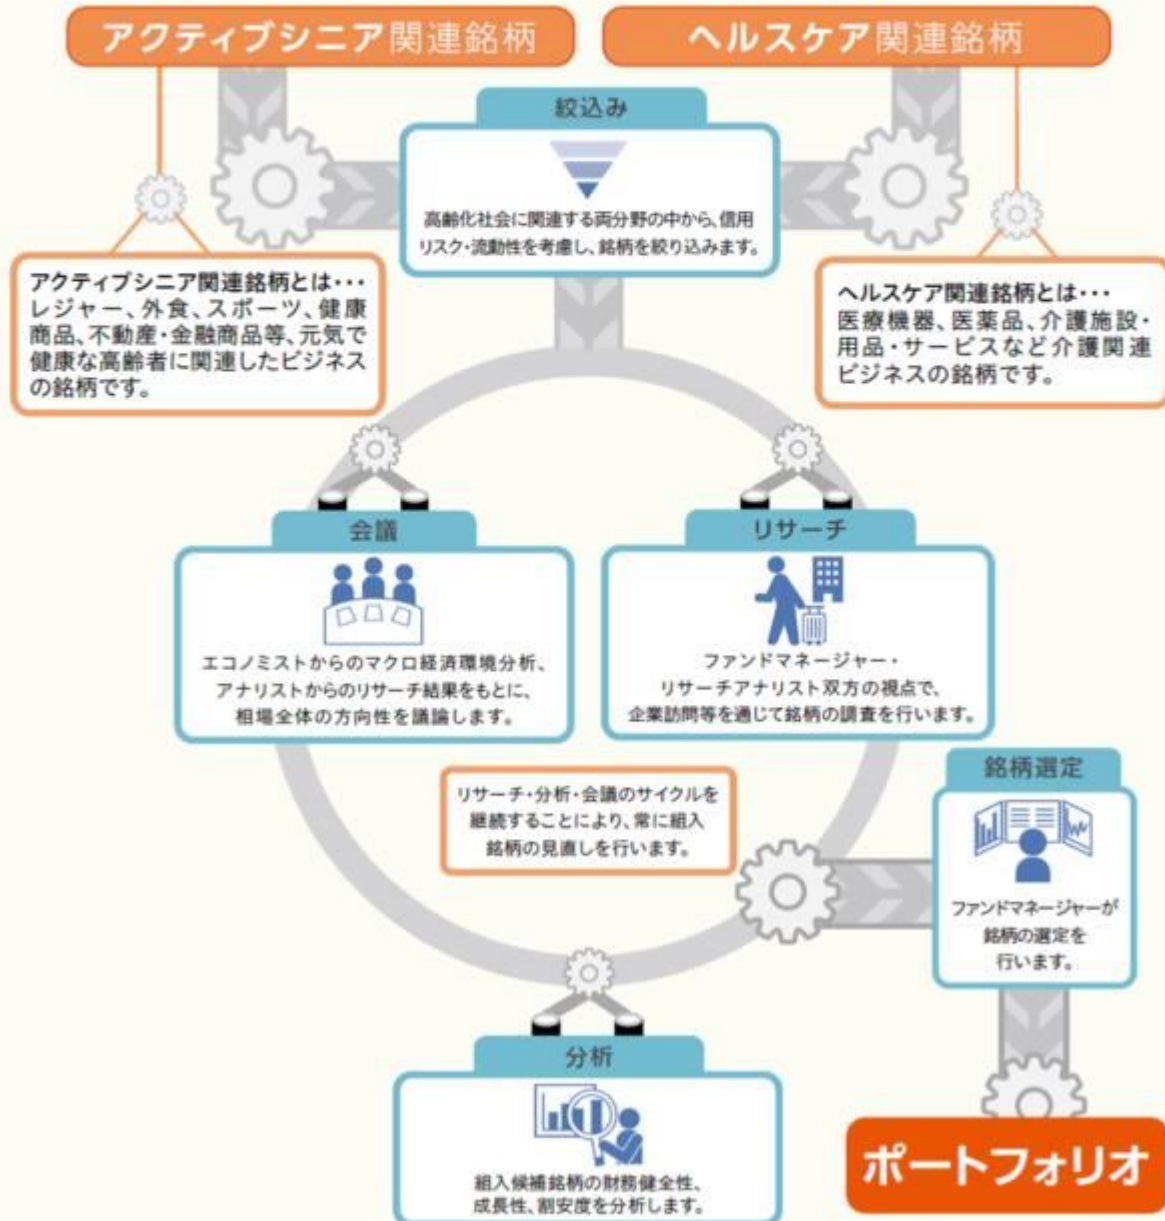 アクティブシニア関連銘柄
ヘルスケア関連銘柄
絞込み
高齢化社会に関連する両分野の中から、信用
リスク・流動性を考慮し、銘柄を絞り込みます。
アクティブシニア関連銘柄とは・・・
レジャー、外食、スポーツ、健康
商品、不動産・金融商品等、元気で
健康な高齢者に関連したビジネス
の銘柄です。
ヘルスケア関連銘柄とは・・・
医療機器、医薬品、介護施設・
用品・サービスなど介護関連
ビジネスの銘柄です。
会議
エコノミストからのマクロ経済環境分析、
アナリストからのリサーチ結果をもとに、
相場全体の方向性を議論します。
リサーチ
ファンドマネージャー・
リサーチアナリスト双方の視点で、
企業訪問等を通じて銘柄の調査を行います。
リサーチ・分析・会議のサイクルを
継続することにより、常に組入
銘柄の見直しを行います。
銘柄選定
ファンドマネージャーが
銘柄の選定を
行います。
分析
組入候補銘柄の財務健全性、
成長性、割安度を分析します。
ポートフォリオ